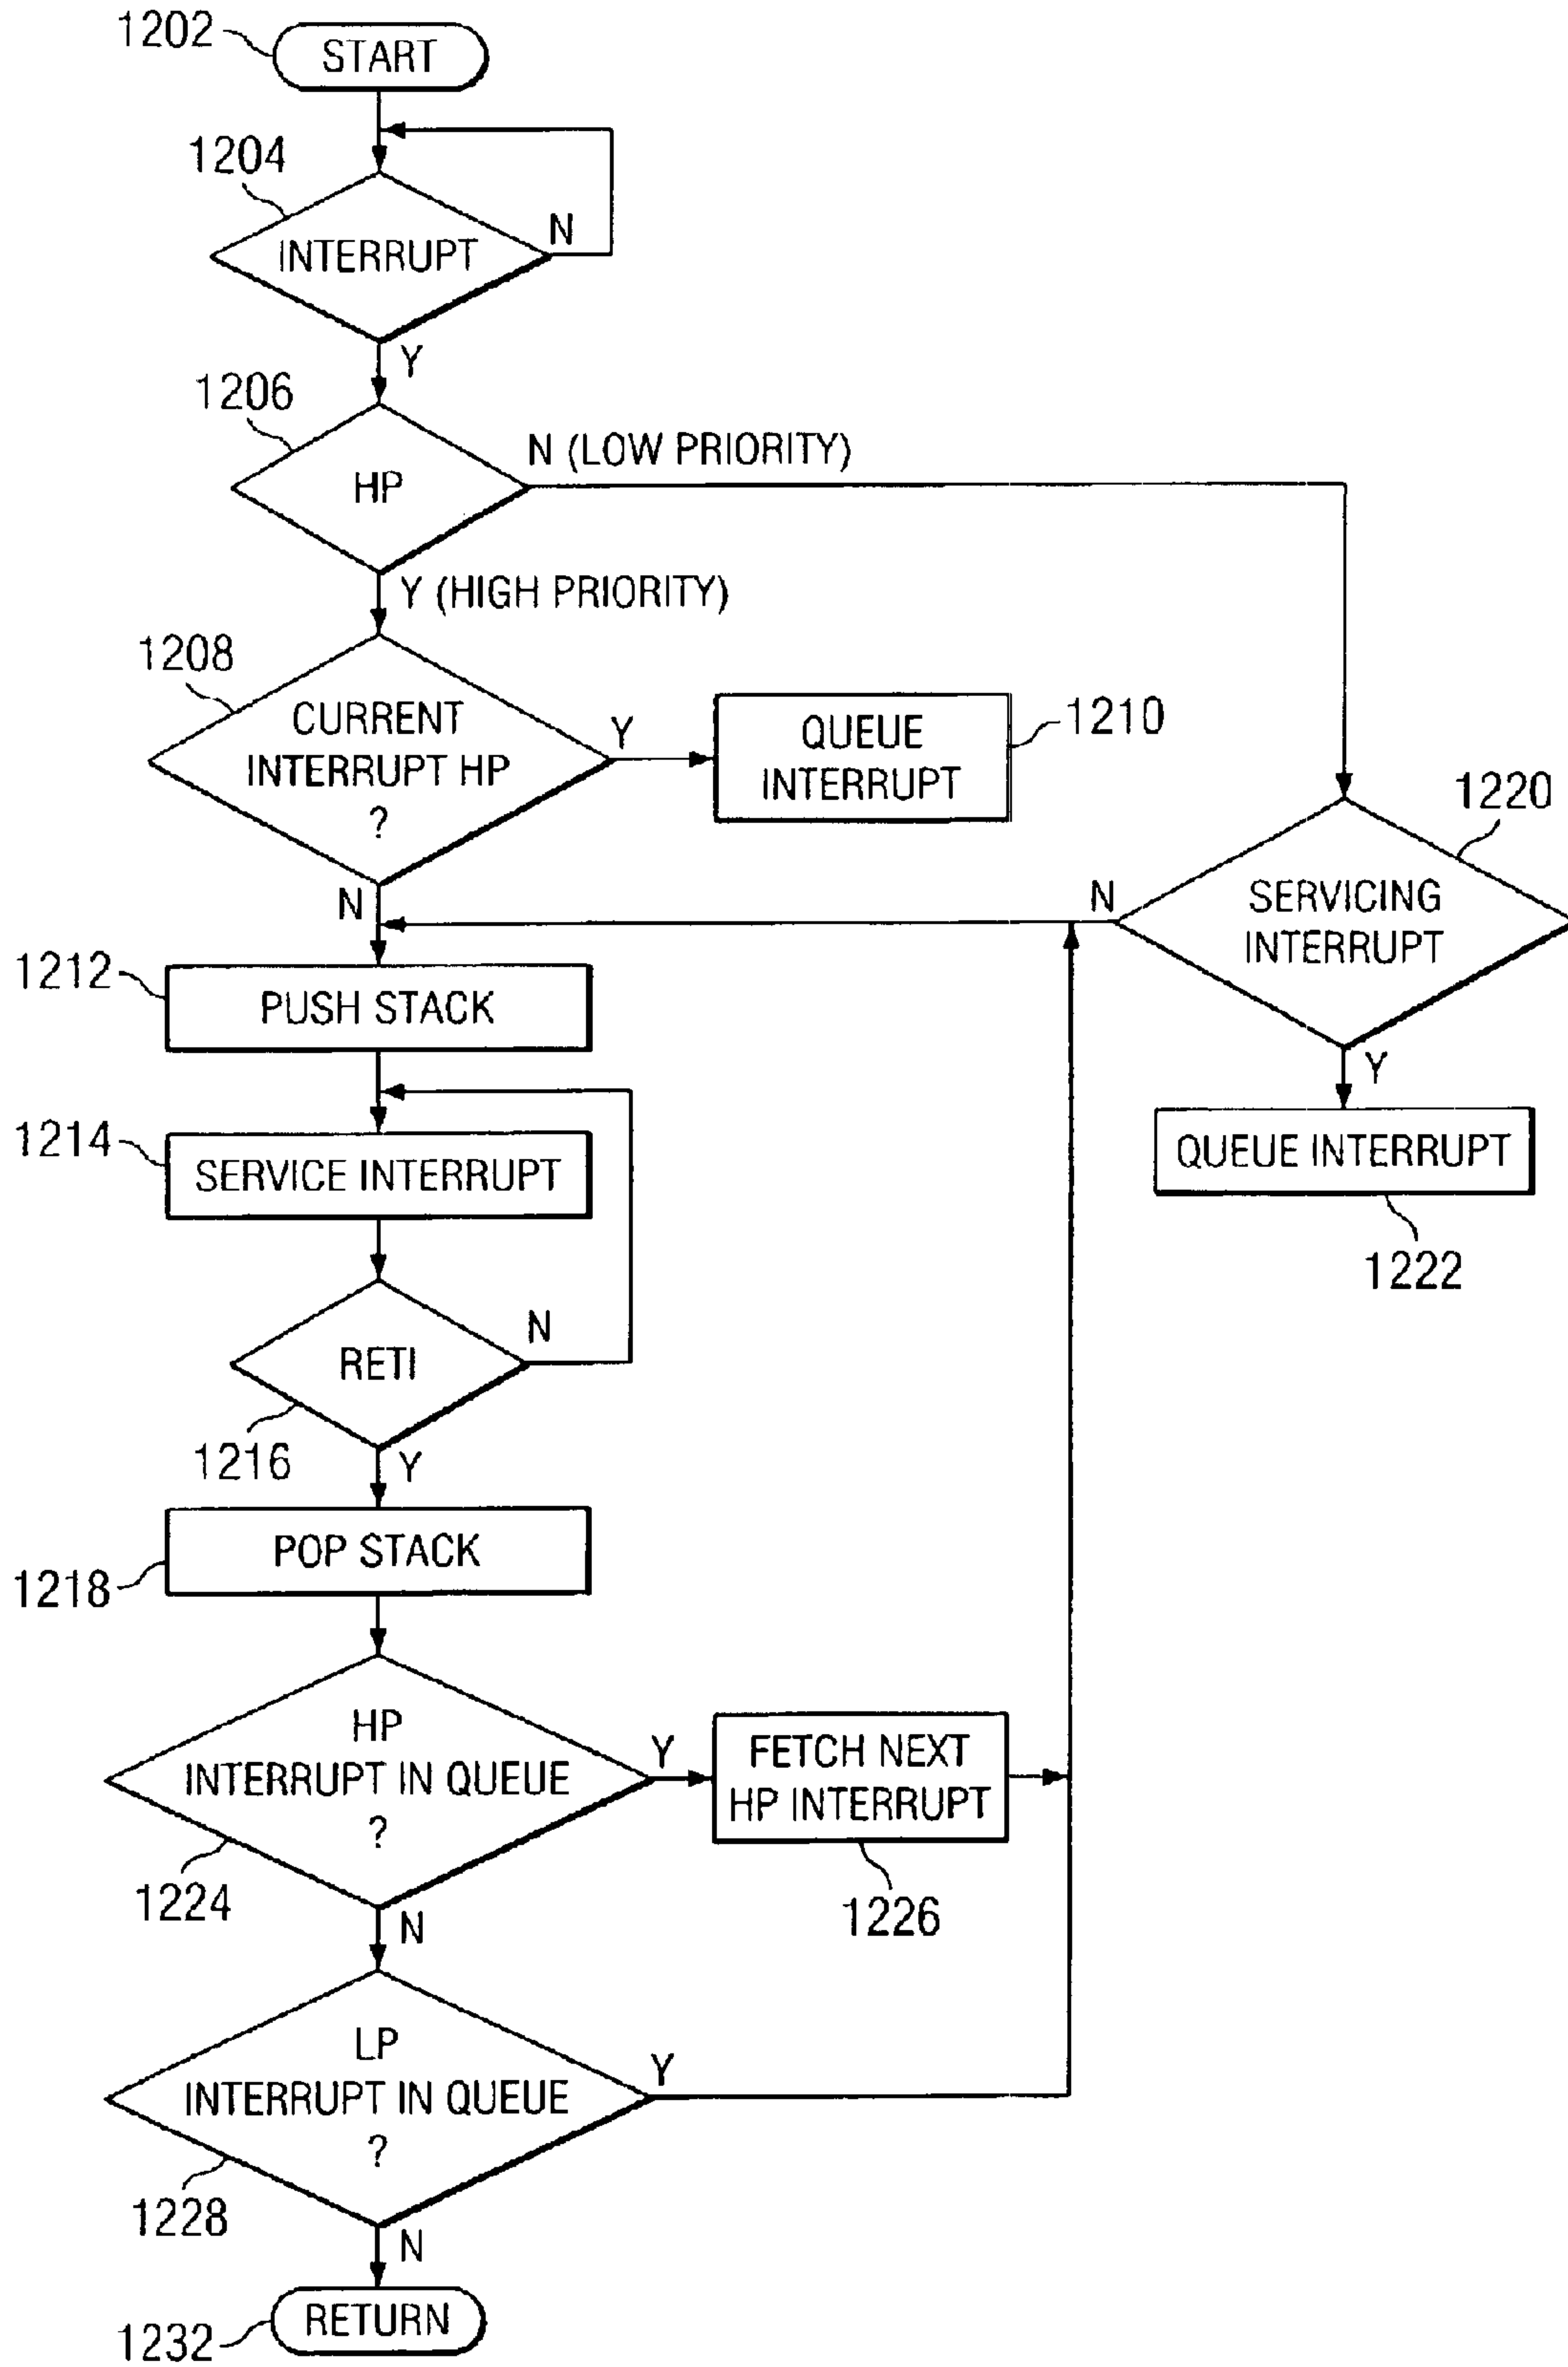 1202
START
1204
INTERRUPT
N
Y
1206
HP
N (LOW PRIORITY)
Y (HIGH PRIORITY)
1208
CURRENT
INTERRUPT HP
?
Y
QUEUE
INTERRUPT
1210
N
1220
SERVICING
INTERRUPT
N
Y
QUEUE INTERRUPT
1222
1212
PUSH STACK
1214
SERVICE INTERRUPT
RETI
N
1216
Y
POP STACK
1218
HP
INTERRUPT IN QUEUE
?
Y
FETCH NEXT
HP INTERRUPT
1224
1226
N
LP
INTERRUPT IN QUEUE
?
Y
1228
N
RETURN
1232